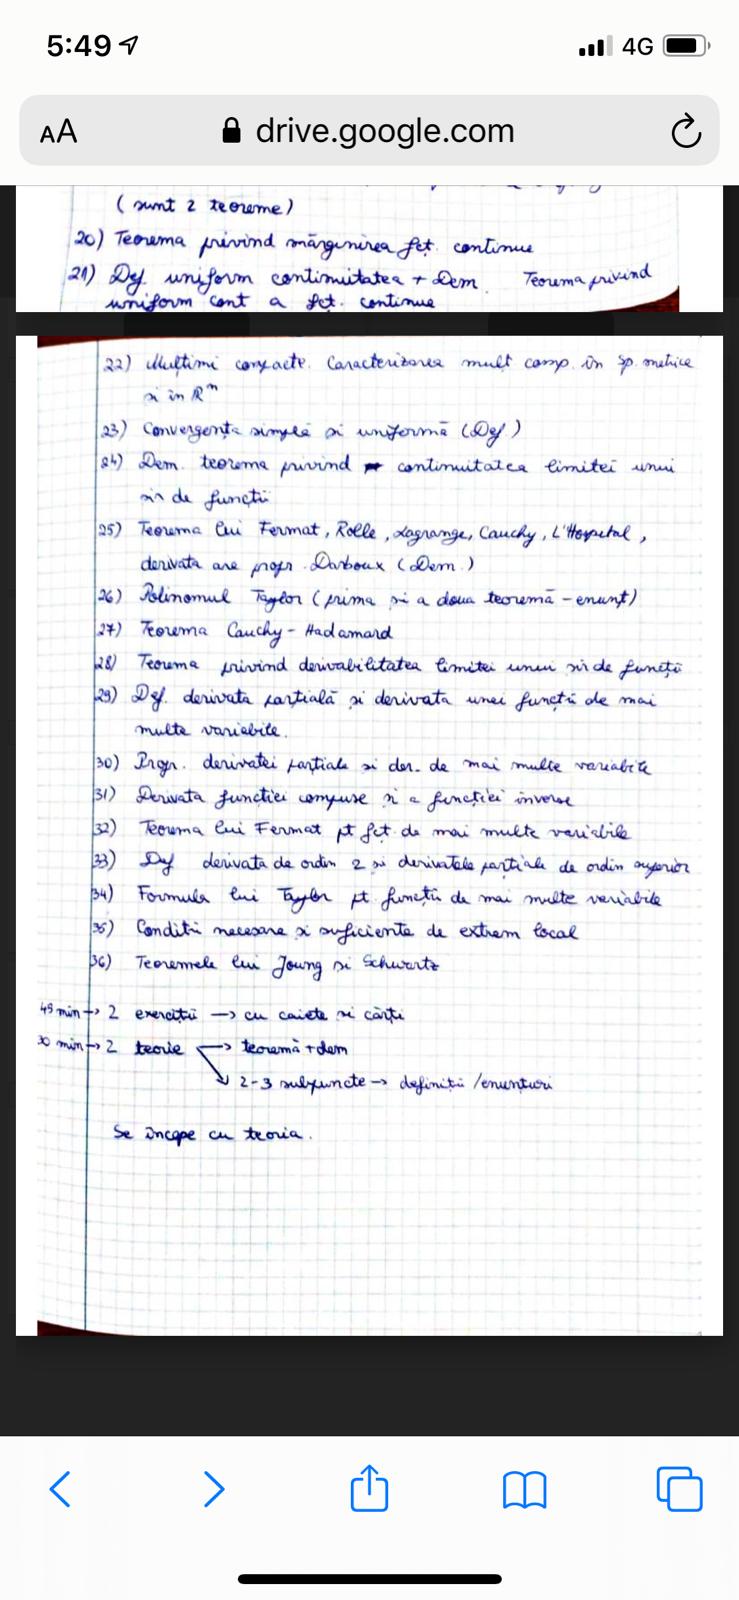 5:49
4G
AA drive.google.com
(sunt 2 teoreme)
20) Teorema privind mărginirea fct. continue
21) Def. uniform continuitatea + Dem. Teorema privind
uniform cont a fct. continue
22) Mulțimi compacte. Caracterizarea mult comp. în sp. metrice
și în Rⁿ
23) Convergența simplă și uniformă (Def)
24) Dem. teorema privind continuitatea limitei unui
șir de funcții
25) Teorema lui Fermat, Rolle, Lagrange, Cauchy, L'Hospital,
derivata are propr. Darboux (Dem.)
26) Polinomul Taylor (prima și a doua teoremă - enunț)
27) Teorema Cauchy - Hadamard
28) Teorema privind derivabilitatea limitei unui șir de funcții
29) Def. derivata parțială și derivata unei funcții de mai
multe variabile.
30) Propr. derivatei parțiale și der. de mai multe variabile
31) Derivata funcției compuse și a funcției inverse
32) Teorema lui Fermat pt fct. de mai multe variabile
33) Def derivata de ordin 2 și derivatele parțiale de ordin superior
34) Formula lui Taylor pt. funcții de mai multe variabile
35) Condiții necesare și suficiente de extrem local
36) Teoremele lui Joung și Schwartz
45 min → 2 exerciții → cu caiete și cărți
30 min → 2 teorie → teoremă + dem
↘ 2-3 subpuncte → definiții / enunțuri
Se începe cu teoria.